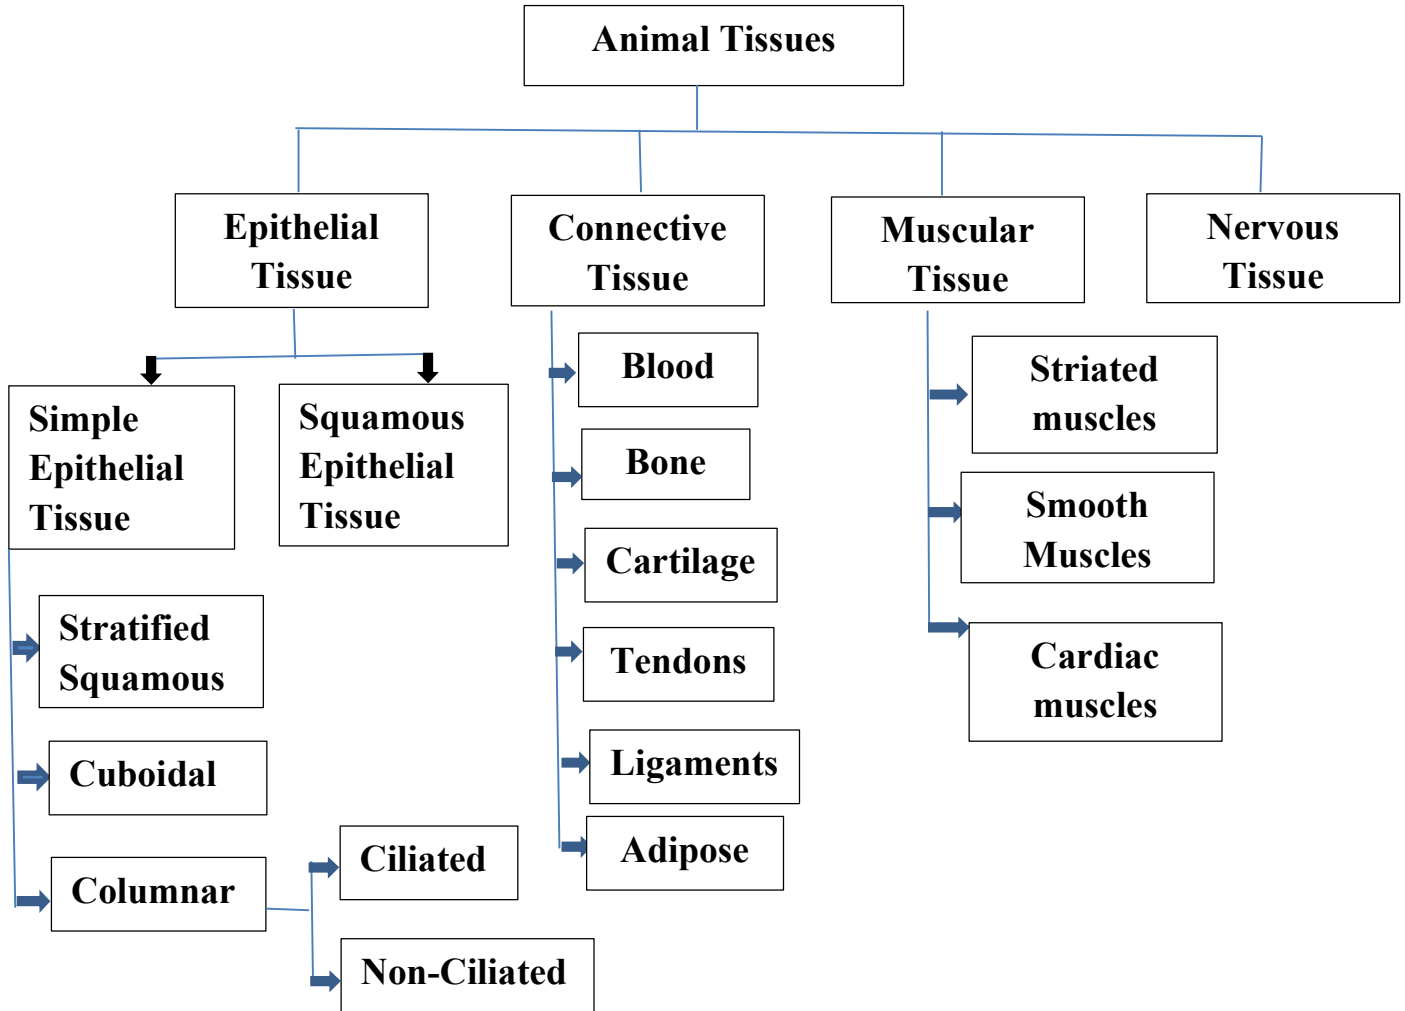 Animal Tissues
Epithelial
Tissue
Connective
Tissue
Muscular
Tissue
Nervous
Tissue
Simple
Epithelial
Tissue
Squamous
Epithelial
Tissue
Stratified
Squamous
Cuboidal
Columnar
Ciliated
Non-Ciliated
Blood
Bone
Cartilage
Tendons
Ligaments
Adipose
Striated
muscles
Smooth
Muscles
Cardiac
muscles